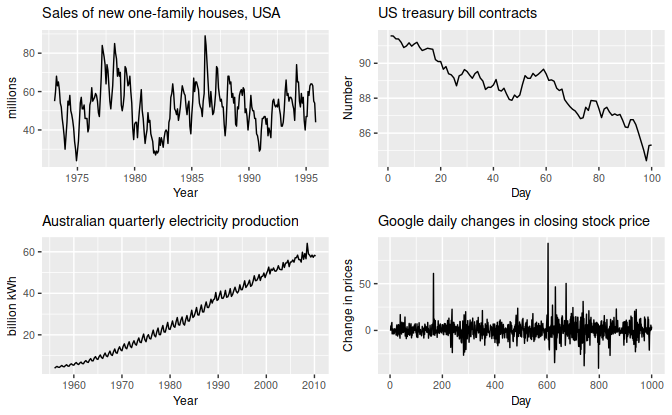 Sales of new one-family houses, USA
millions
80
60
40
1975
1980
1985
1990
1995
Year
US treasury bill contracts
Number
90
88
86
0
20
40
60
80
100
Day
Australian quarterly electricity production
billion kWh
60
40
20
1960
1970
1980
1990
2000
2010
Year
Google daily changes in closing stock price
Change in prices
50
0
0
200
400
600
800
1000
Day